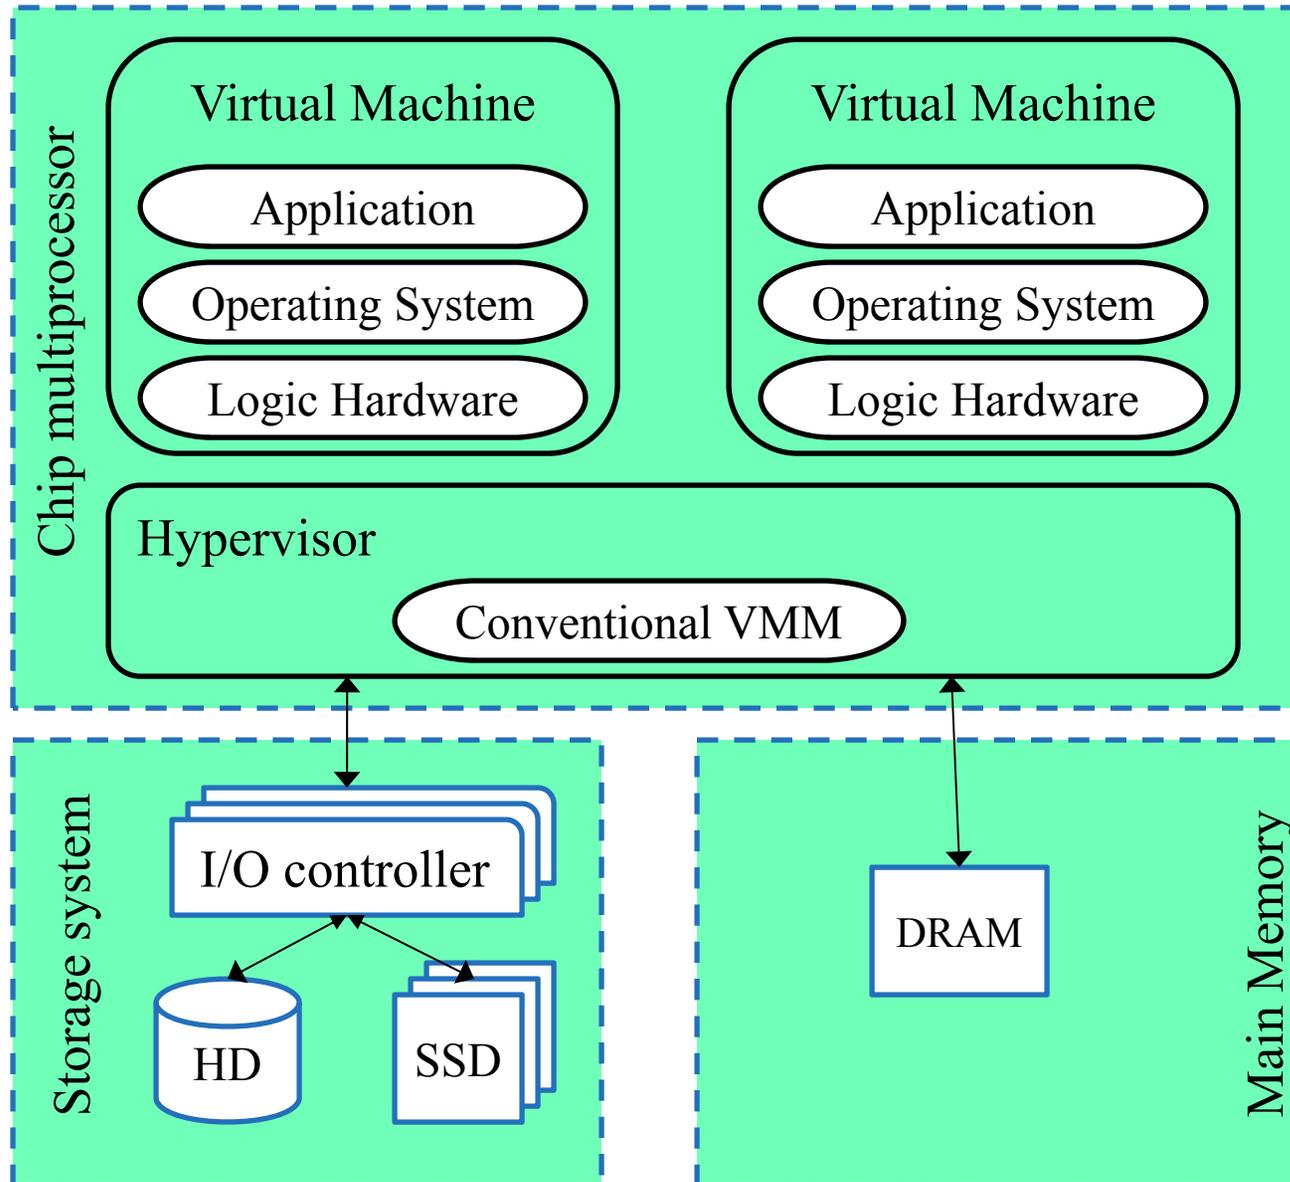 Chip multiprocessor
Virtual Machine
Application
Operating System
Logic Hardware
Virtual Machine
Application
Operating System
Logic Hardware
Hypervisor
Conventional VMM
Storage system
I/O controller
HD
SSD
DRAM
Main Memory